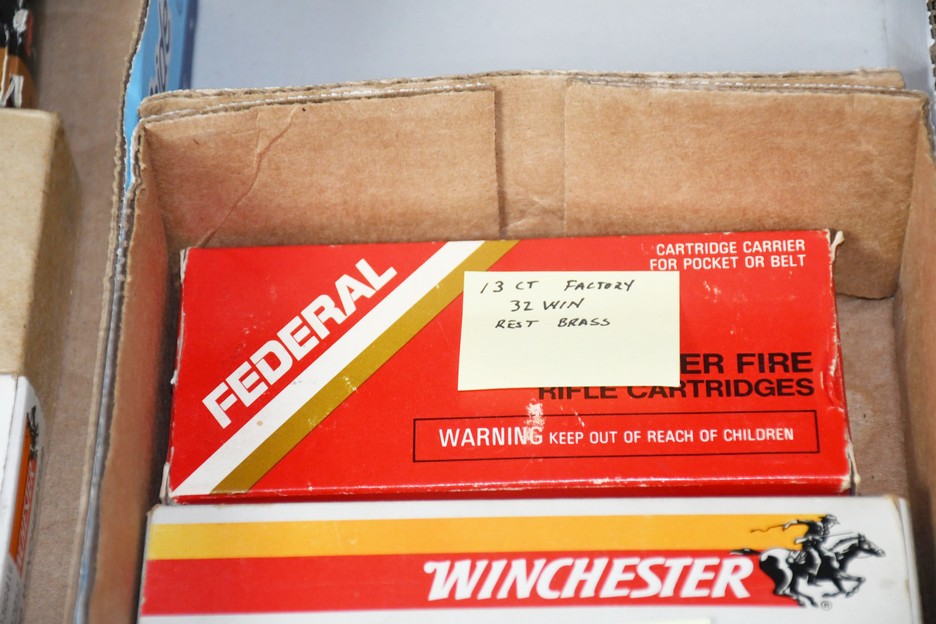 CARTRIDGE CARRIER
FOR POCKET OR BELT
FEDERAL
13 CT FACTORY
32 WIN
REST BRASS
ER FIRE
RIFLE CARTRIDGES
WARNING KEEP OUT OF REACH OF CHILDREN
WINCHESTER
®